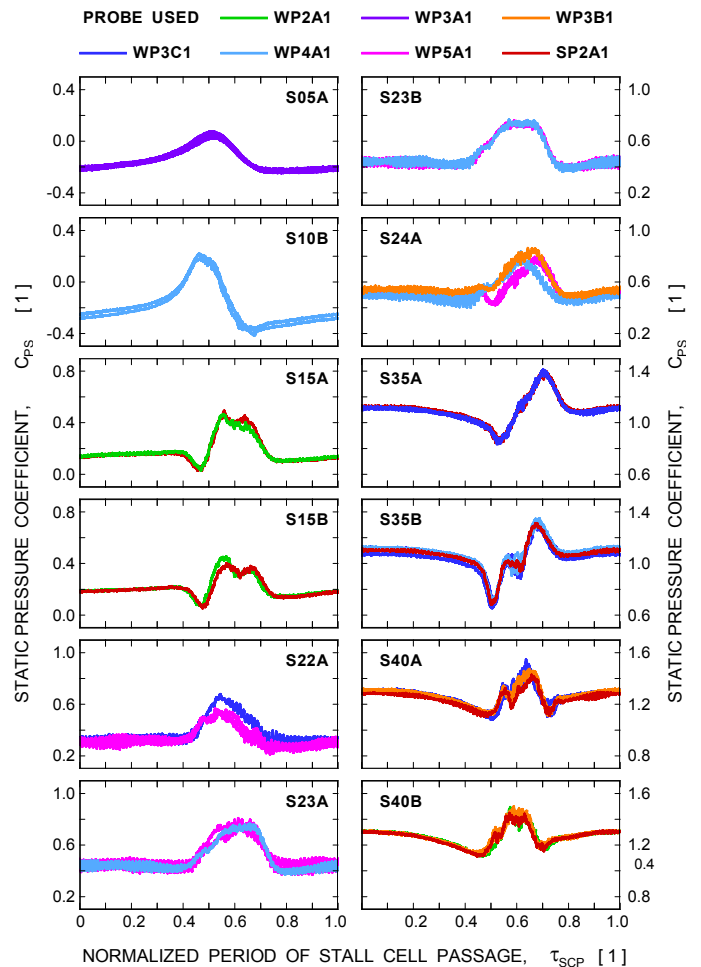 PROBE USED WP2A1 WP3A1 WP3B1
WP3C1 WP4A1 WP5A1 SP2A1
STATIC PRESSURE COEFFICIENT, C_PS [1]
STATIC PRESSURE COEFFICIENT, C_PS [1]
0.4
0.0
-0.4
S05A
S23B
1.0
0.6
0.2
0.4
0.0
-0.4
S10B
S24A
1.0
0.6
0.2
0.8
0.4
0.0
S15A
S35A
1.4
1.0
0.6
0.8
0.4
0.0
S15B
S35B
1.4
1.0
0.6
1.0
0.6
0.2
S22A
S40A
1.6
1.2
0.8
1.0
0.6
0.2
S23A
S40B
1.6
1.2
0.4
0.8
0.0 0.2 0.4 0.6 0.8 1.0
0.0 0.2 0.4 0.6 0.8 1.0
NORMALIZED PERIOD OF STALL CELL PASSAGE, τ_SCP [1]